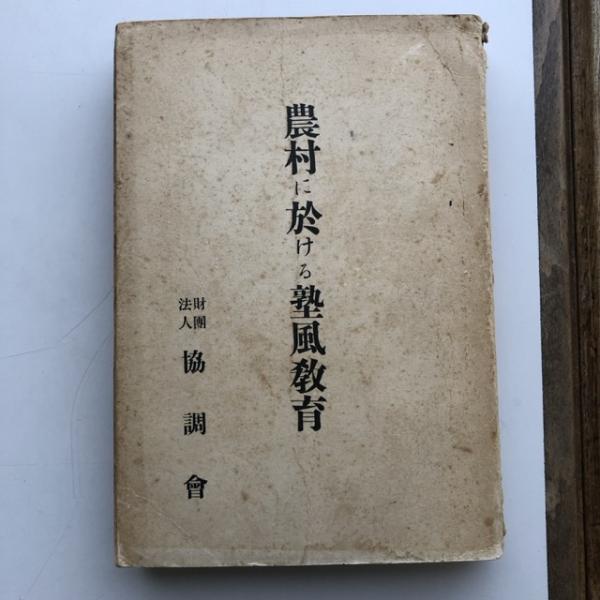 農村に於ける塾風教育
財團法人 協調會